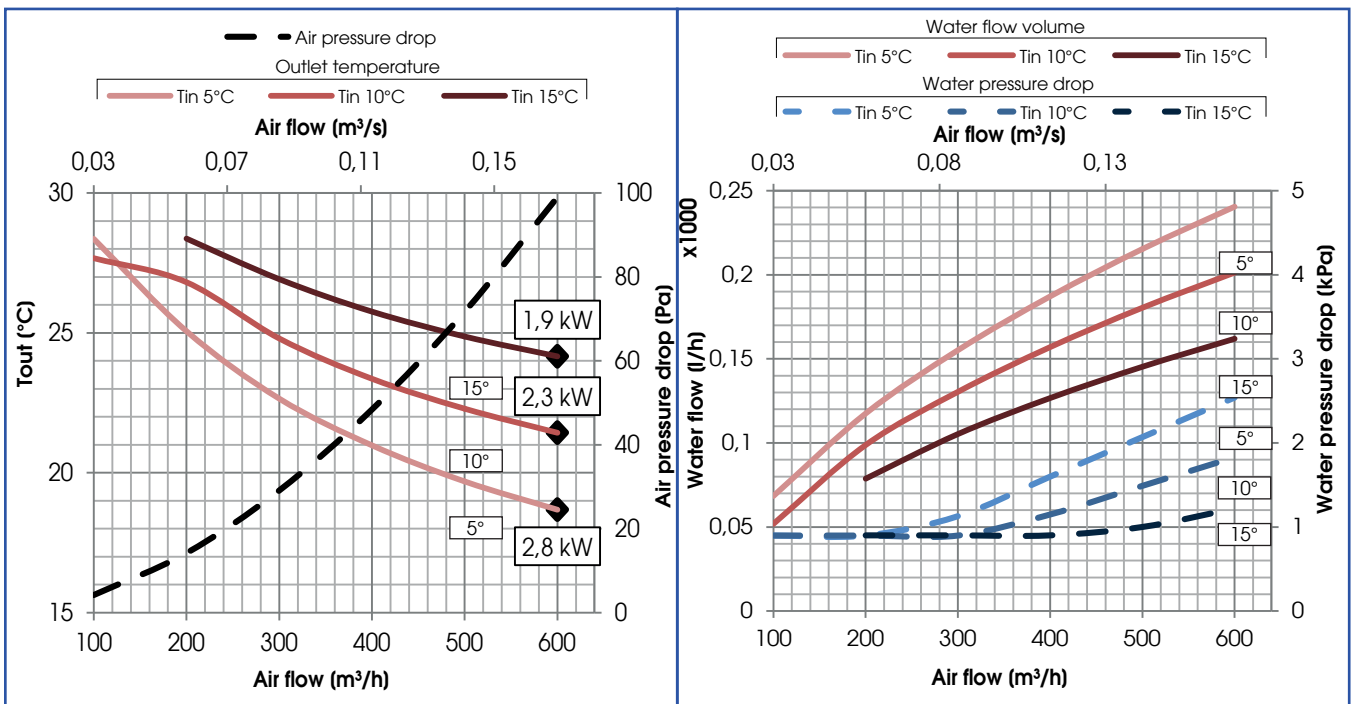 Air pressure drop
Outlet temperature
Tin 5°C Tin 10°C Tin 15°C
Air flow (m³/s)
0,03 0,07 0,11 0,15
30 100
25 80
20 60
15 40
20
0
Tout (°C)
Air pressure drop (Pa)
1,9 kW
15°
2,3 kW
10°
5°
2,8 kW
100 200 300 400 500 600
Air flow (m³/h)
Water flow volume
Tin 5°C Tin 10°C Tin 15°C
Water pressure drop
Tin 5°C Tin 10°C Tin 15°C
Air flow (m³/s)
0,03 0,08 0,13
x1000
Water flow (l/h)
0,25 5
0,2 4
0,15 3
0,1 2
0,05 1
0 0
Water pressure drop (kPa)
5°
10°
15°
5°
10°
15°
100 200 300 400 500 600
Air flow (m³/h)